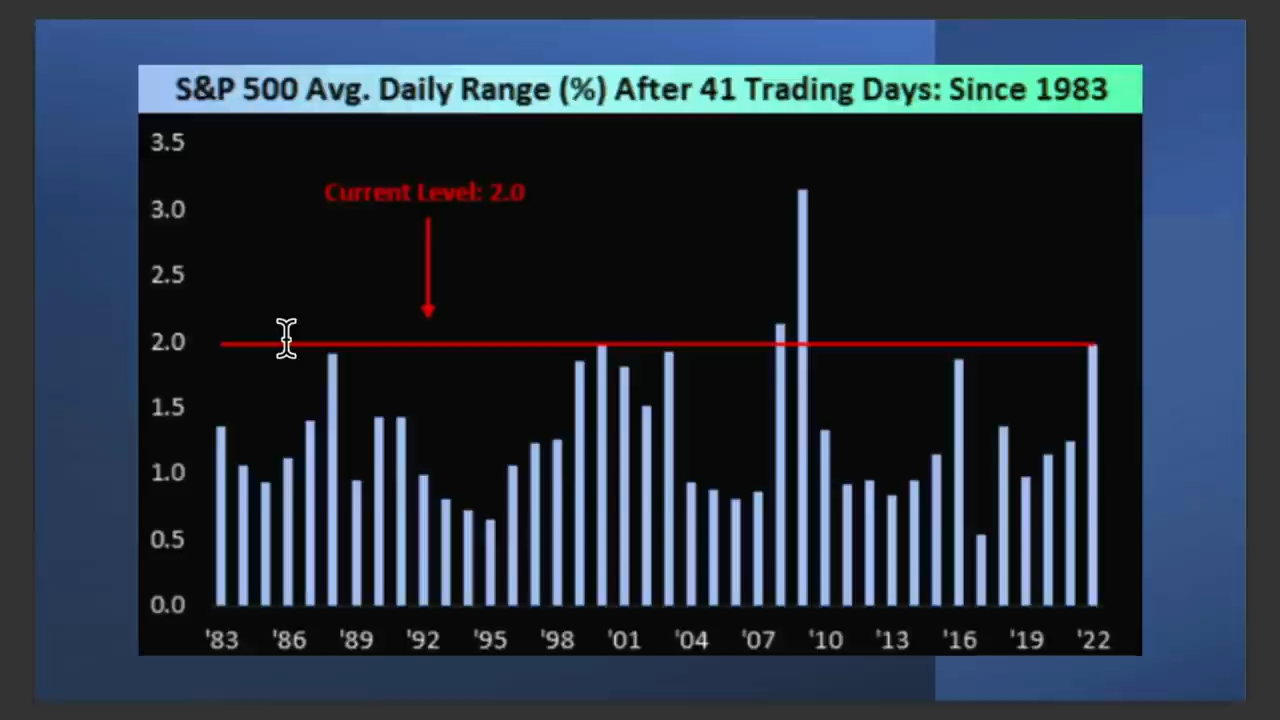 S&P 500 Avg. Daily Range (%) After 41 Trading Days: Since 1983
3.5
Current Level: 2.0
3.0
2.5
2.0
1.5
1.0
0.5
0.0
'83 '86 '89 '92 '95 '98 '01 '04 '07 '10 '13 '16 '19 '22